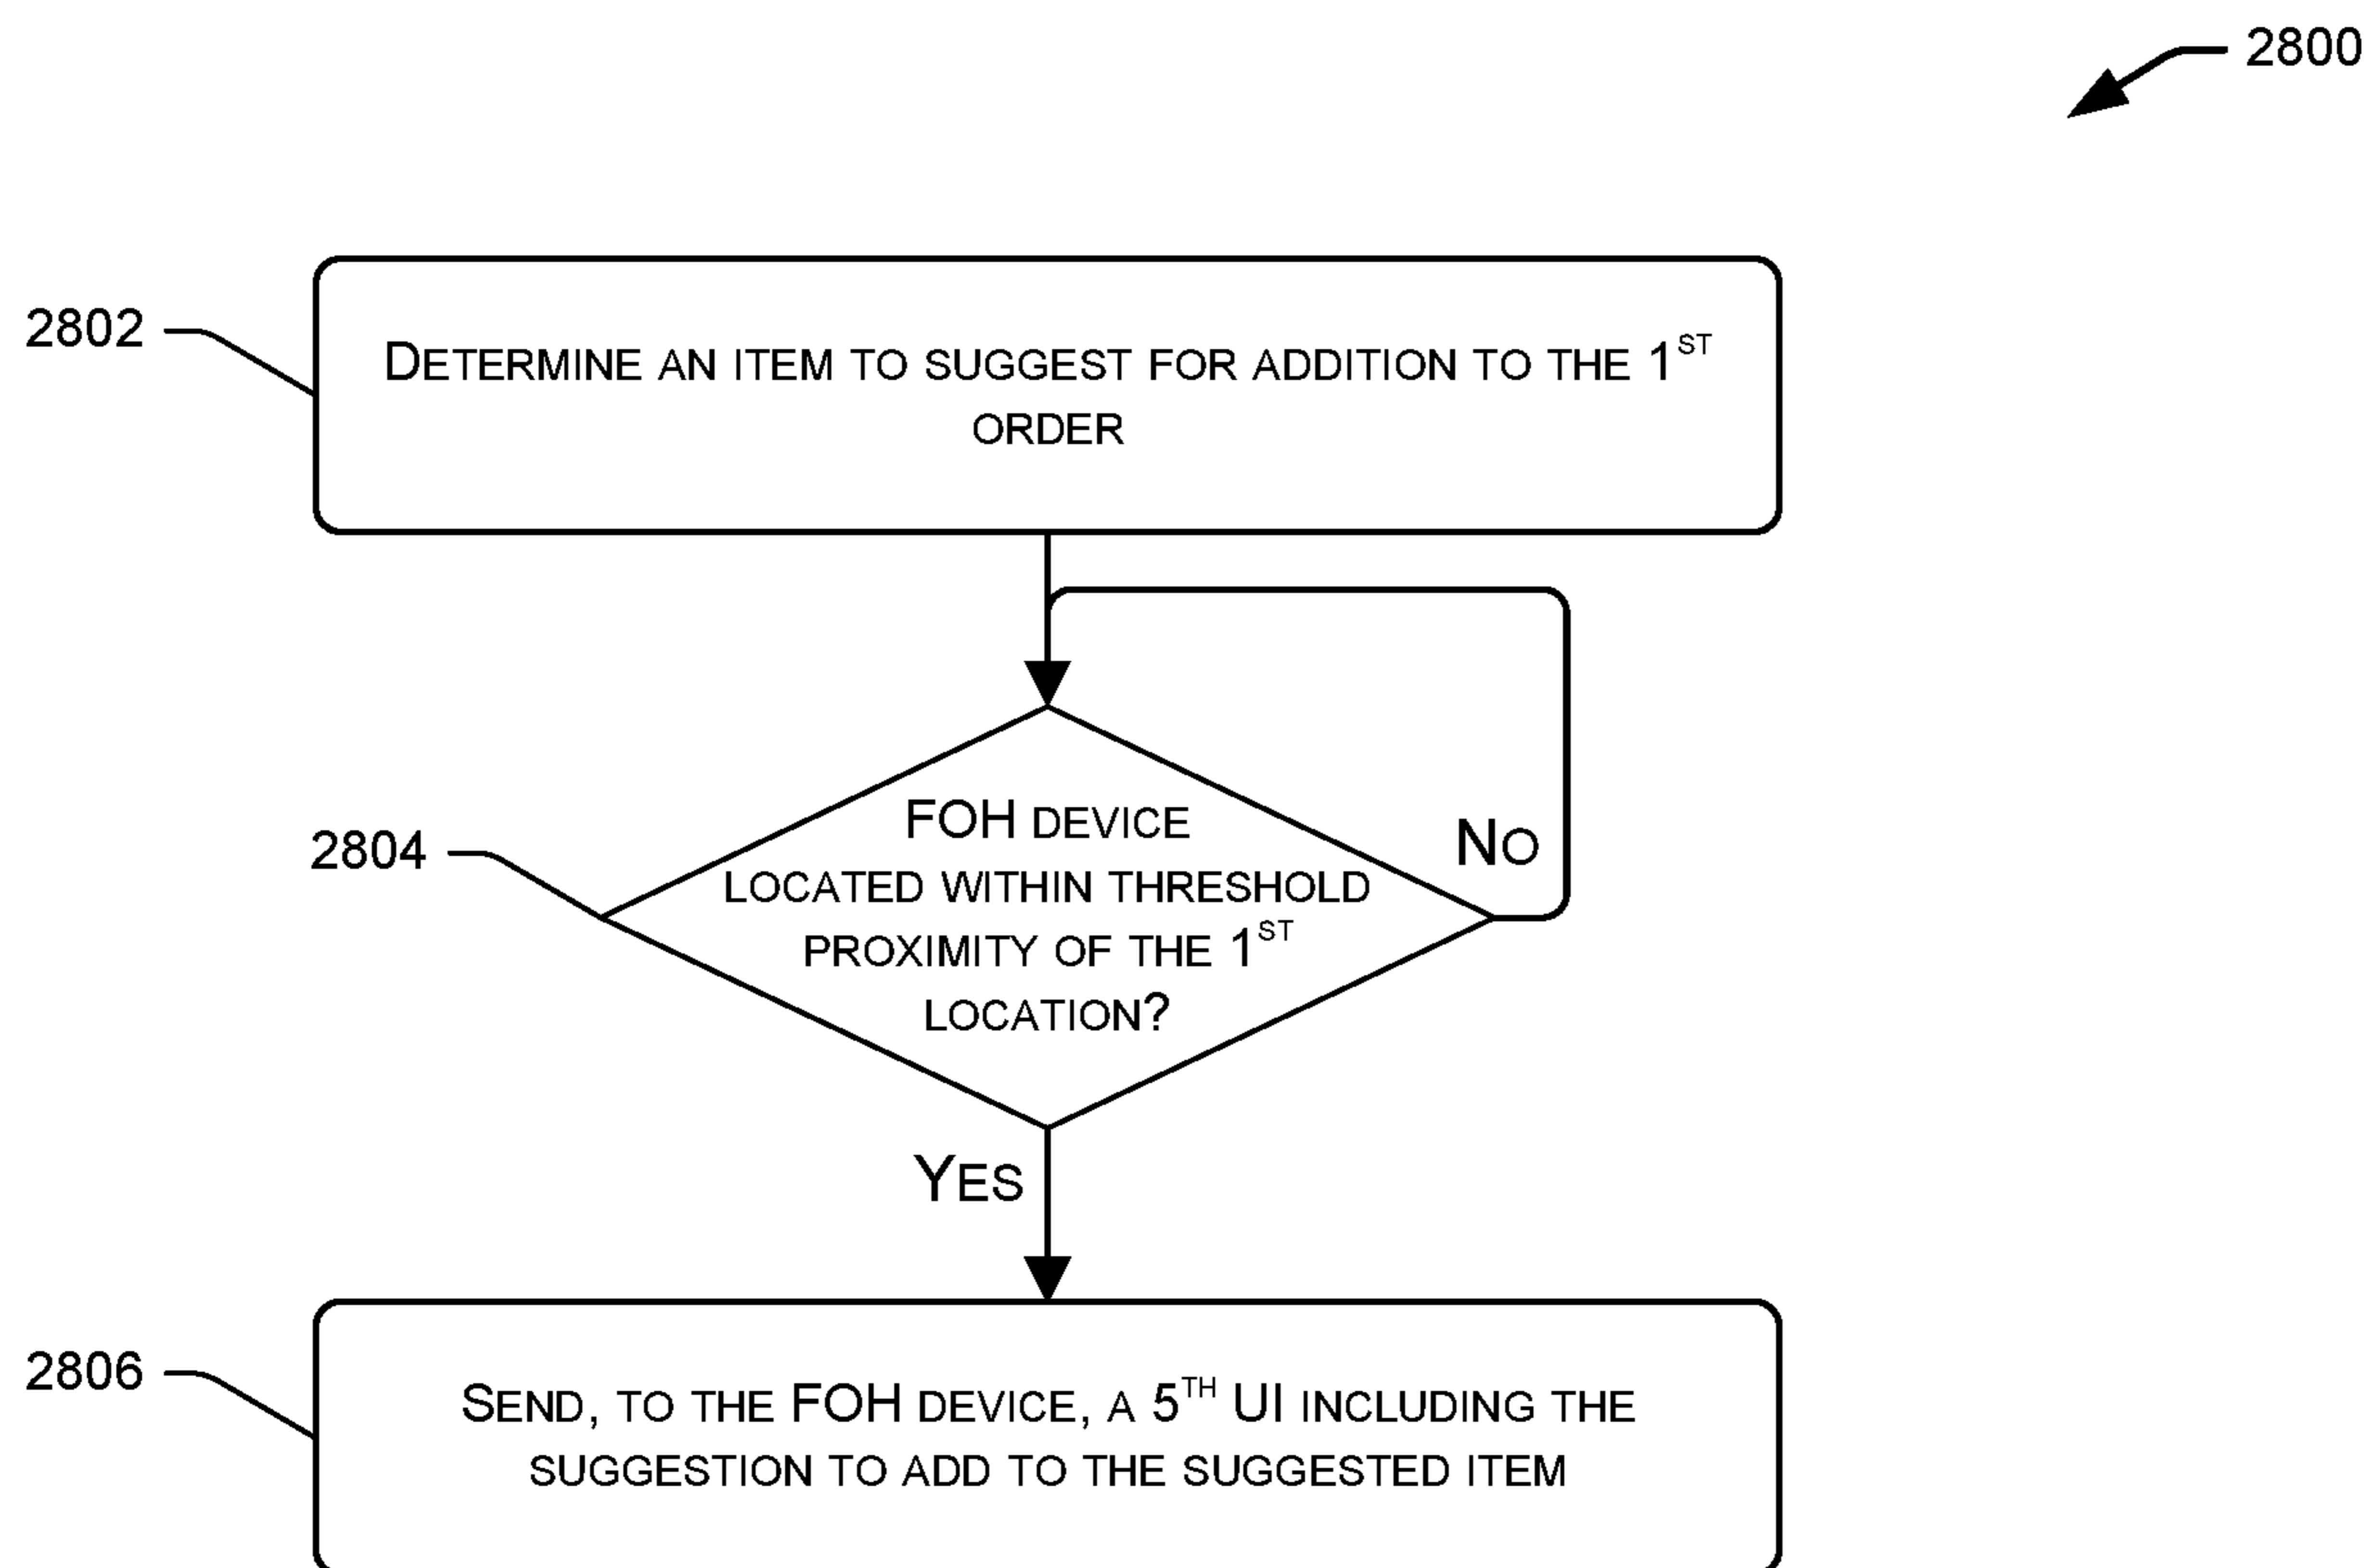 2800
2802
DETERMINE AN ITEM TO SUGGEST FOR ADDITION TO THE 1ST
ORDER
2804
FOH DEVICE
LOCATED WITHIN THRESHOLD
PROXIMITY OF THE 1ST
LOCATION?
NO
YES
2806
SEND, TO THE FOH DEVICE, A 5TH UI INCLUDING THE
SUGGESTION TO ADD TO THE SUGGESTED ITEM